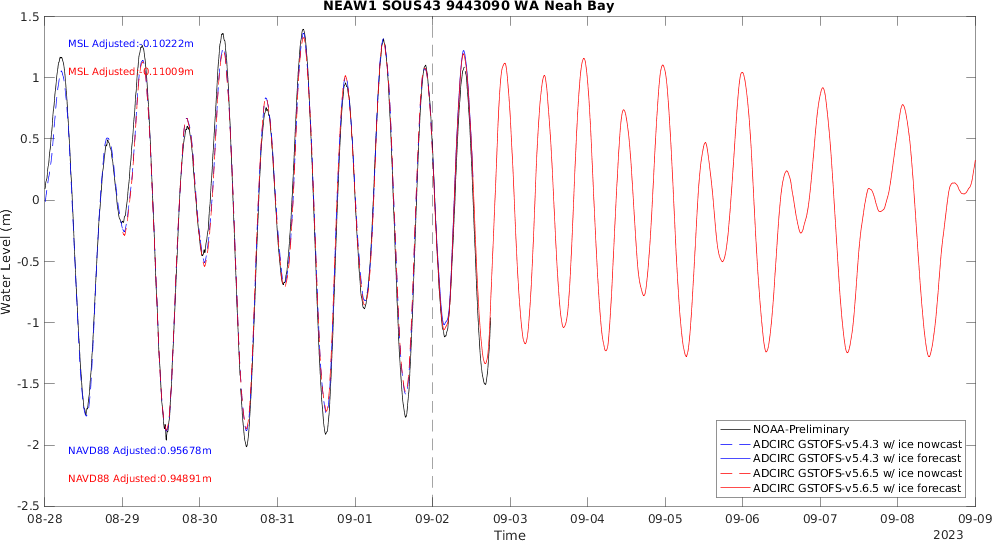 NEAW1 SOUS43 9443090 WA Neah Bay
1.5
1
0.5
0
-0.5
-1
-1.5
-2
-2.5
Water Level (m)
MSL Adjusted:-0.10222m
MSL Adjusted:-0.11009m
NAVD88 Adjusted:0.95678m
NAVD88 Adjusted:0.94891m
NOAA-Preliminary
ADCIRC GSTOFS-v5.4.3 w/ ice nowcast
ADCIRC GSTOFS-v5.4.3 w/ ice forecast
ADCIRC GSTOFS-v5.6.5 w/ ice nowcast
ADCIRC GSTOFS-v5.6.5 w/ ice forecast
08-28 08-29 08-30 08-31 09-01 09-02 09-03 09-04 09-05 09-06 09-07 09-08 09-09
Time
2023